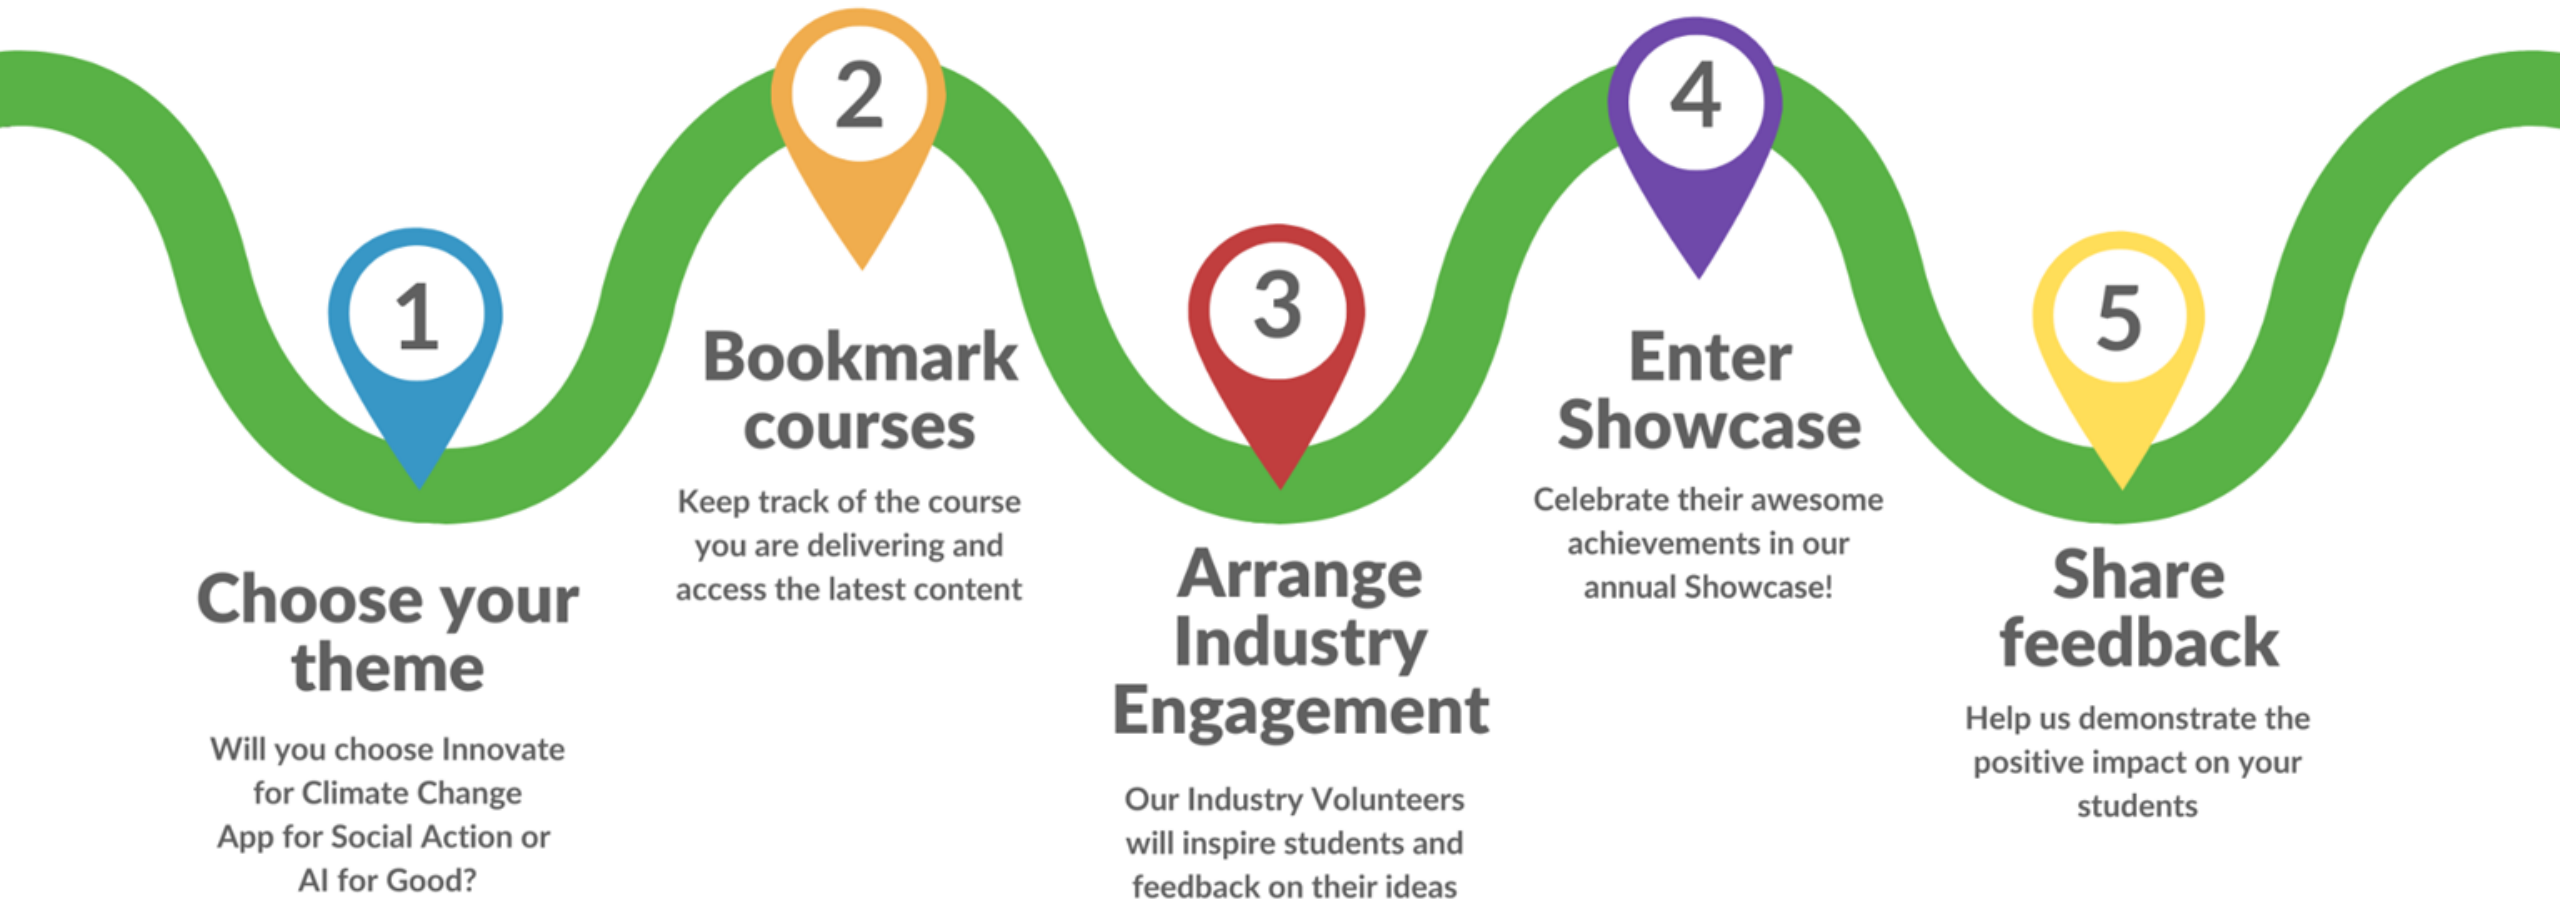 1
Choose your
theme
Will you choose Innovate
for Climate Change
App for Social Action or
AI for Good?
2
Bookmark
courses
Keep track of the course
you are delivering and
access the latest content
3
Arrange
Industry
Engagement
Our Industry Volunteers
will inspire students and
feedback on their ideas
4
Enter
Showcase
Celebrate their awesome
achievements in our
annual Showcase!
5
Share
feedback
Help us demonstrate the
positive impact on your
students